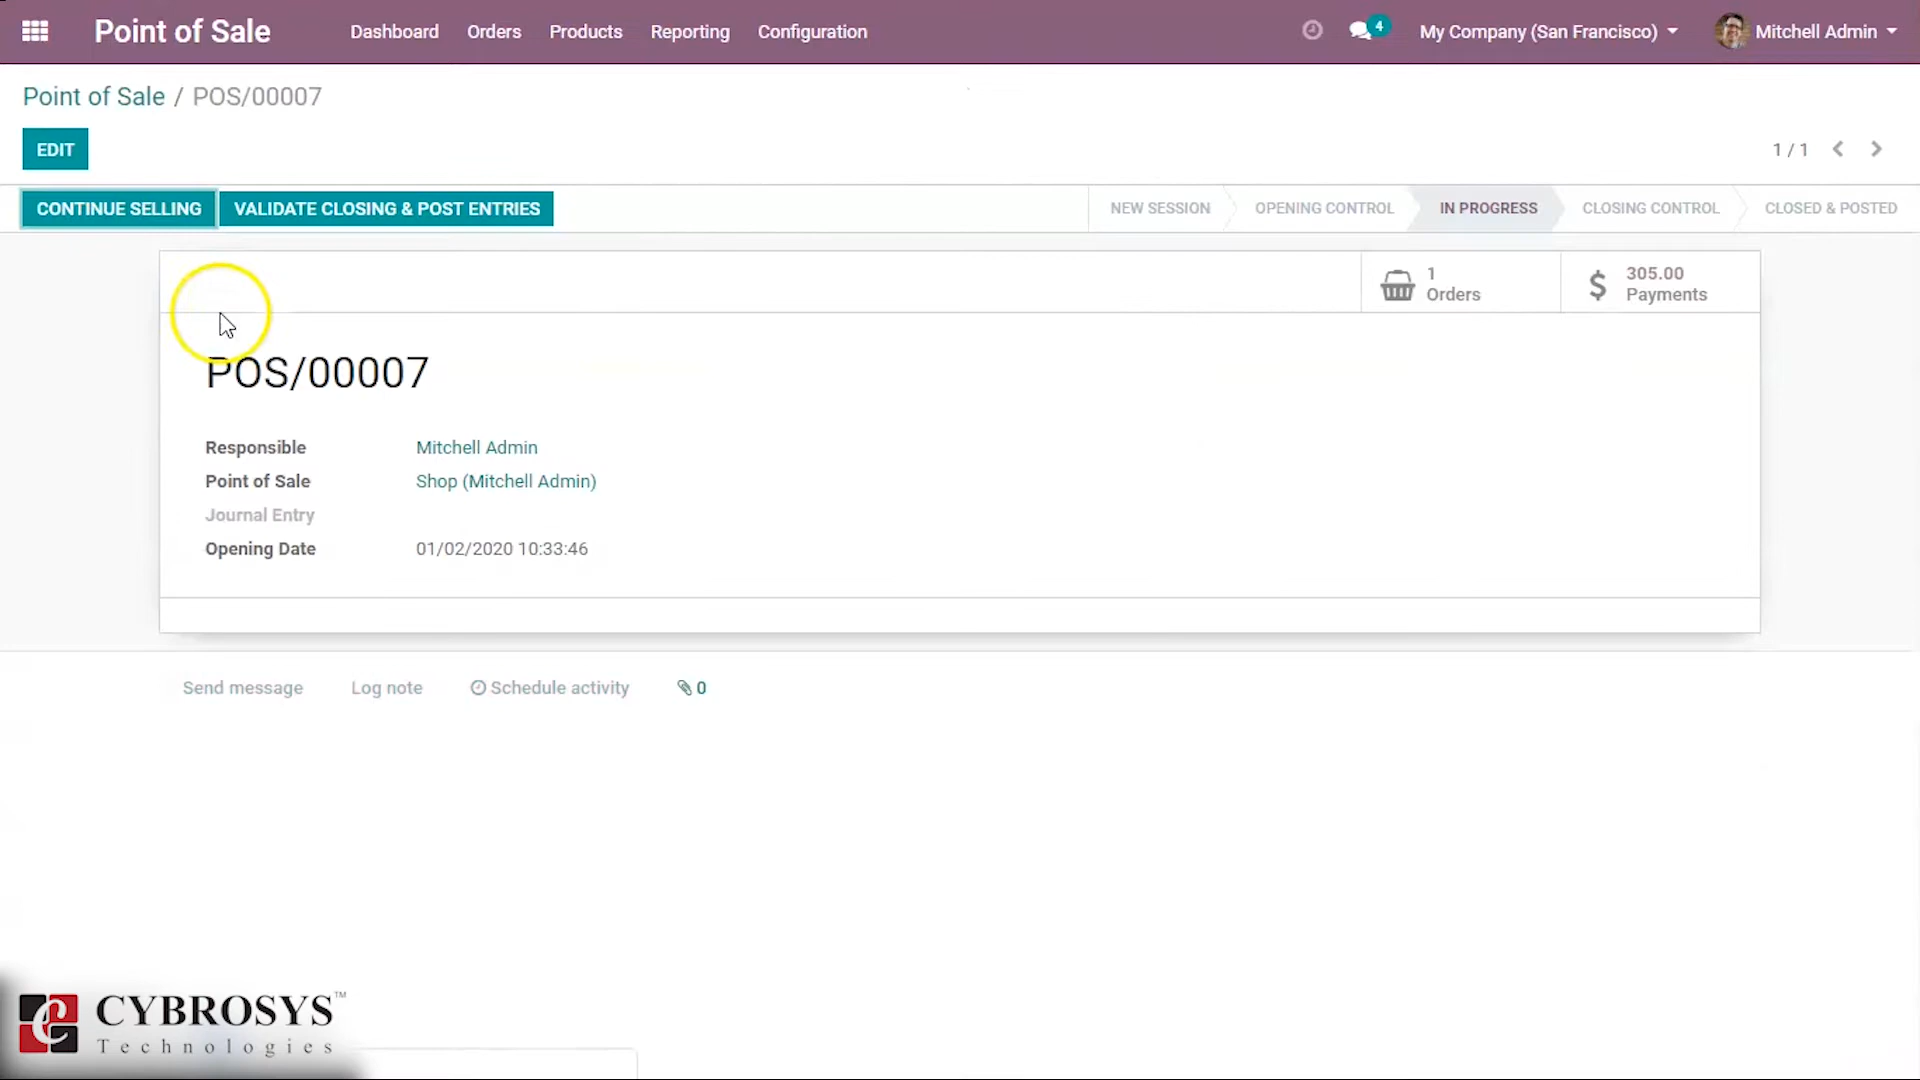 Point of Sale Dashboard Orders Products Reporting Configuration 4 My Company (San Francisco) Mitchell Admin
Point of Sale / POS/00007
EDIT 1 / 1
CONTINUE SELLING VALIDATE CLOSING & POST ENTRIES NEW SESSION OPENING CONTROL IN PROGRESS CLOSING CONTROL CLOSED & POSTED
1 Orders
305.00 Payments
POS/00007
Responsible Mitchell Admin
Point of Sale Shop (Mitchell Admin)
Journal Entry
Opening Date 01/02/2020 10:33:46
Send message Log note Schedule activity 0
CYBROSYS™
Technologies